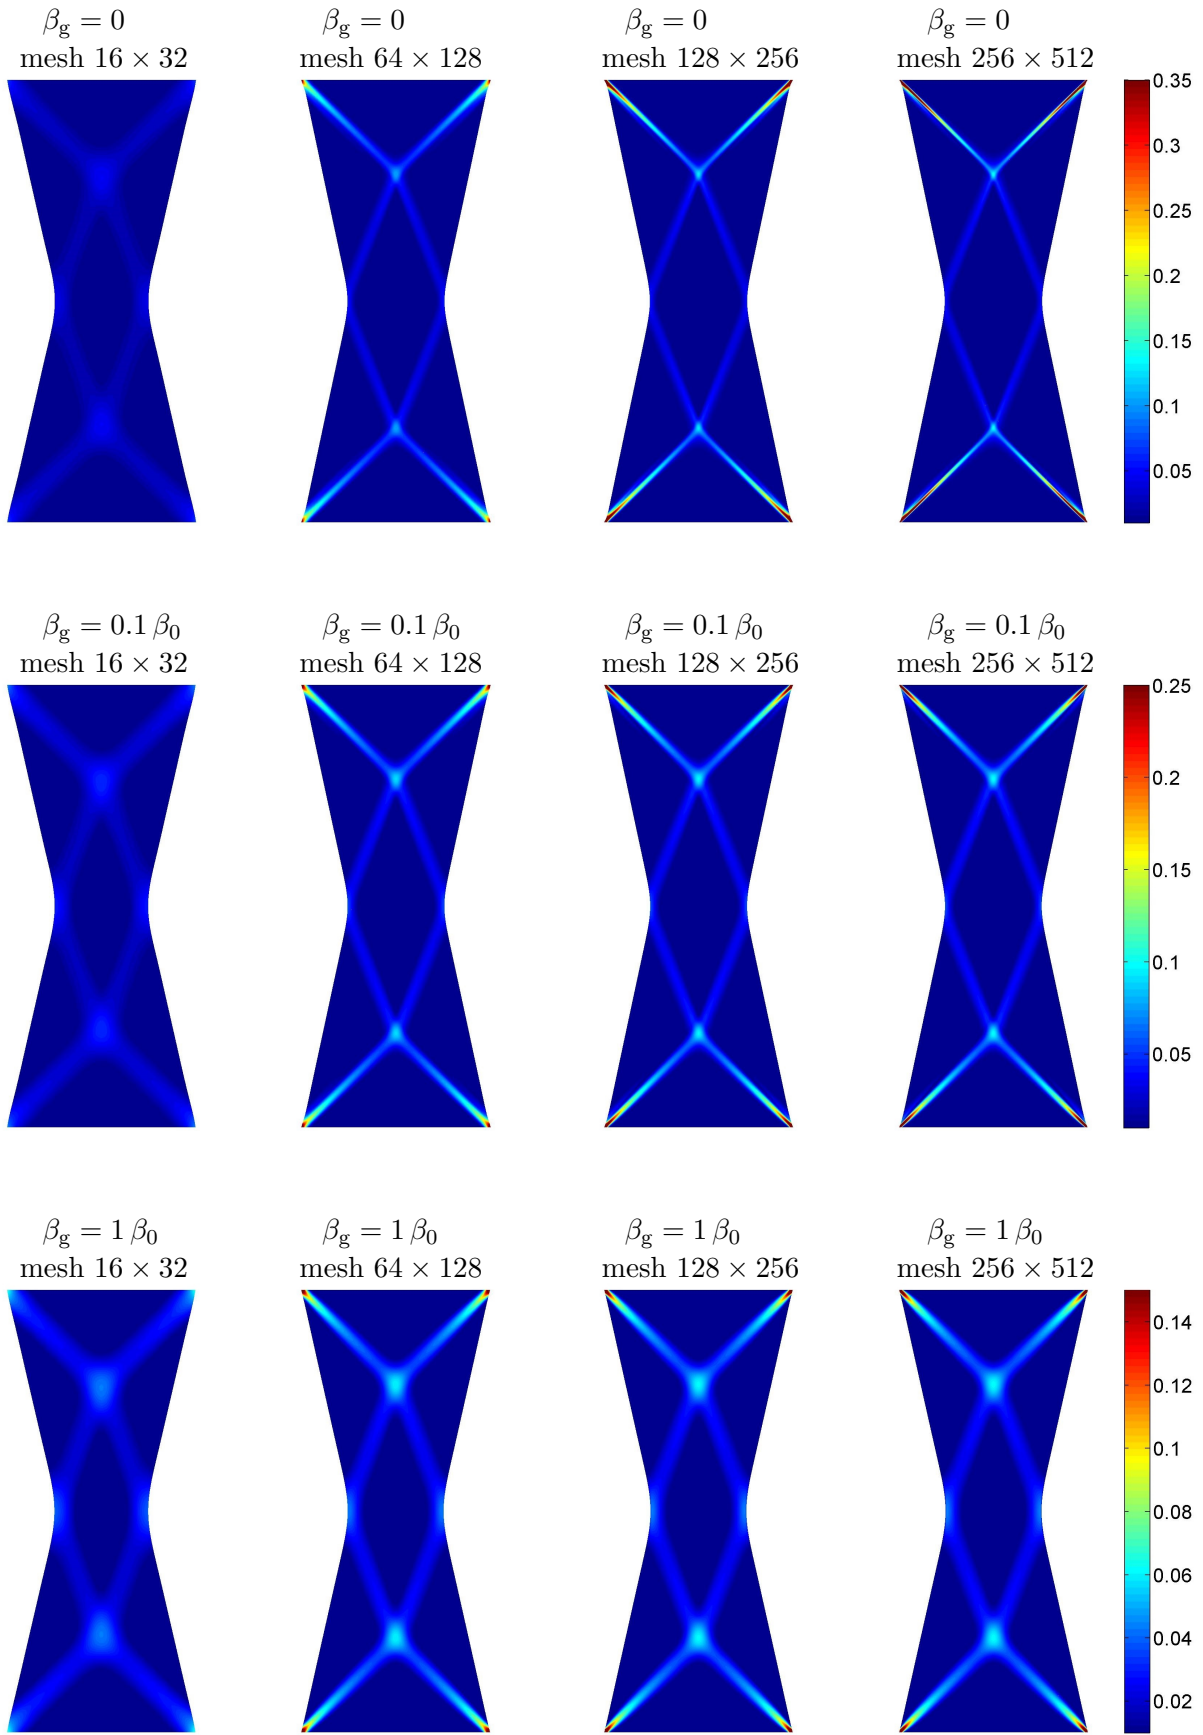 β_g = 0
mesh 16 × 32
β_g = 0
mesh 64 × 128
β_g = 0
mesh 128 × 256
β_g = 0
mesh 256 × 512
0.35
0.3
0.25
0.2
0.15
0.1
0.05
β_g = 0.1 β_0
mesh 16 × 32
β_g = 0.1 β_0
mesh 64 × 128
β_g = 0.1 β_0
mesh 128 × 256
β_g = 0.1 β_0
mesh 256 × 512
0.25
0.2
0.15
0.1
0.05
β_g = 1 β_0
mesh 16 × 32
β_g = 1 β_0
mesh 64 × 128
β_g = 1 β_0
mesh 128 × 256
β_g = 1 β_0
mesh 256 × 512
0.14
0.12
0.1
0.08
0.06
0.04
0.02